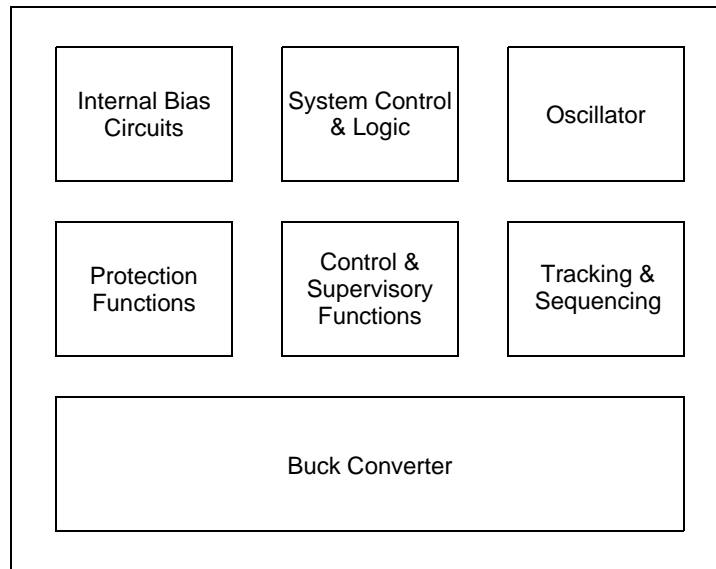 Internal Bias
Circuits
System Control
& Logic
Oscillator
Protection
Functions
Control &
Supervisory
Functions
Tracking &
Sequencing
Buck Converter